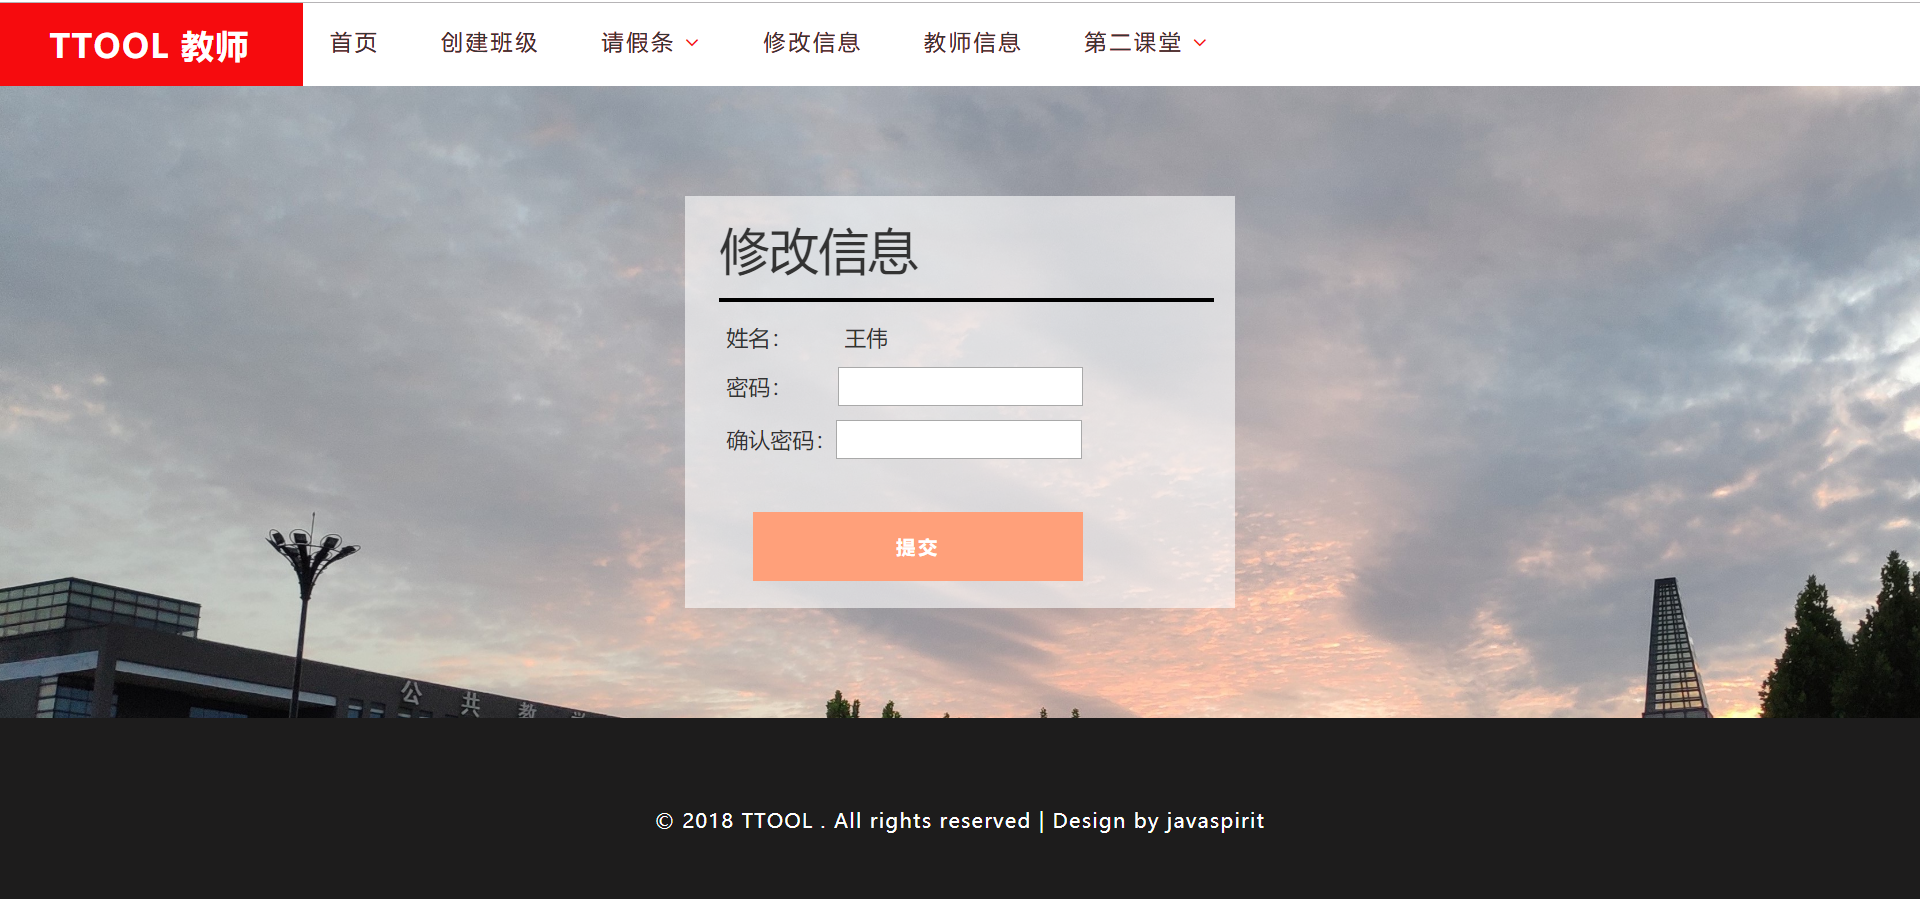 TTOOL 教师 首页 创建班级 请假条 修改信息 教师信息 第二课堂
修改信息
姓名： 王伟
密码：
确认密码：
提交
公共教学
© 2018 TTOOL . All rights reserved | Design by javaspirit